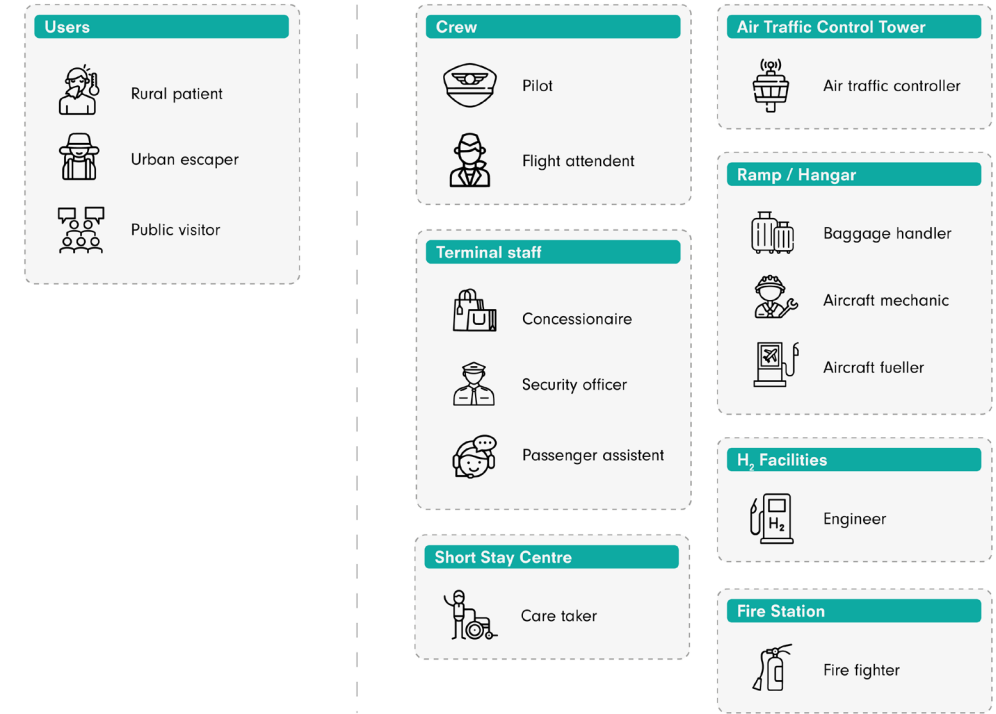 Users
Rural patient
Urban escaper
Public visitor
Crew
Pilot
Flight attendent
Terminal staff
Concessionaire
Security officer
Passenger assistent
Short Stay Centre
Care taker
Air Traffic Control Tower
Air traffic controller
Ramp / Hangar
Baggage handler
Aircraft mechanic
Aircraft fueller
H₂ Facilities
H₂
Engineer
Fire Station
Fire fighter